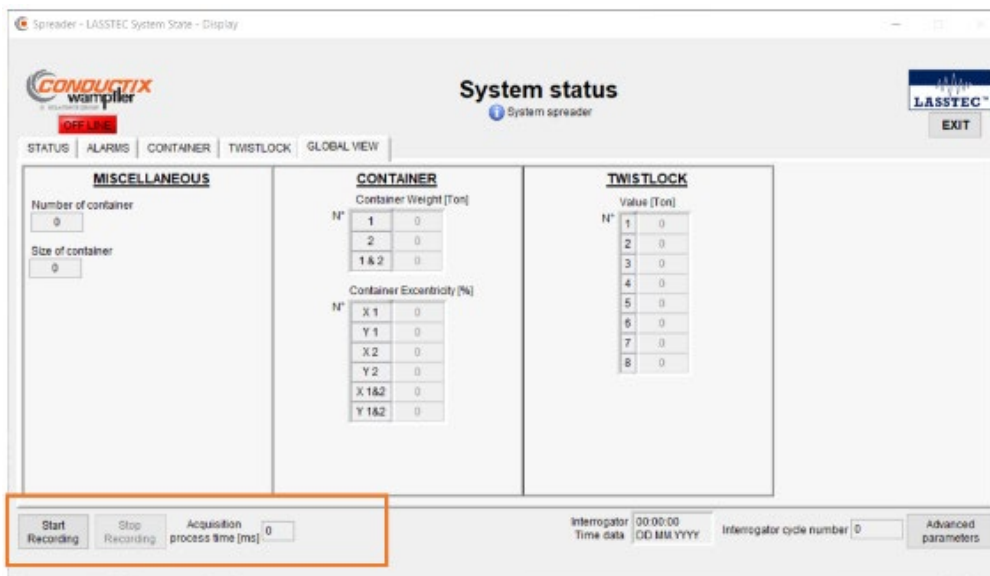 Spreader - LASSTEC System State - Display
CONDUCTIX
wampfler
OFF LINE
System status
System spreader
LASSTEC™
EXIT
STATUS ALARMS CONTAINER TWISTLOCK GLOBAL VIEW
MISCELLANEOUS
Number of container
0
Size of container
0
CONTAINER
Container Weight [Ton]
N°
1 0
2 0
1 & 2 0
Container Excentricity [%]
N°
X 1 0
Y 1 0
X 2 0
Y 2 0
X 1&2 0
Y 1&2 0
TWISTLOCK
Value [Ton]
N°
1 0
2 0
3 0
4 0
5 0
6 0
7 0
8 0
Start
Recording
Stop
Recording
Acquisition
process time [ms]
0
Interrogator
Time data
00:00:00
DD.MM.YYYY
Interrogator cycle number 0
Advanced
parameters